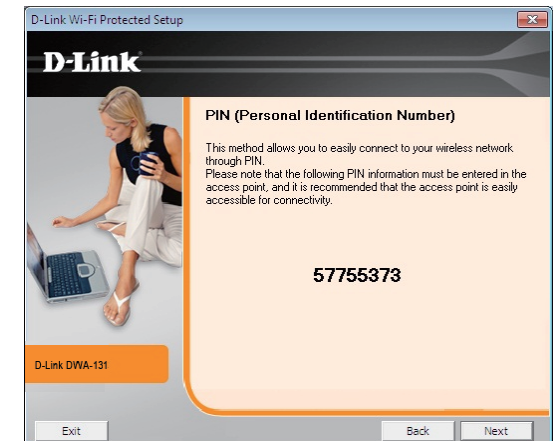 D-Link Wi-Fi Protected Setup
D-Link
PIN (Personal Identification Number)
This method allows you to easily connect to your wireless network
through PIN.
Please note that the following PIN information must be entered in the
access point, and it is recommended that the access point is easily
accessible for connectivity.
57755373
D-Link DWA-131
Exit
Back
Next